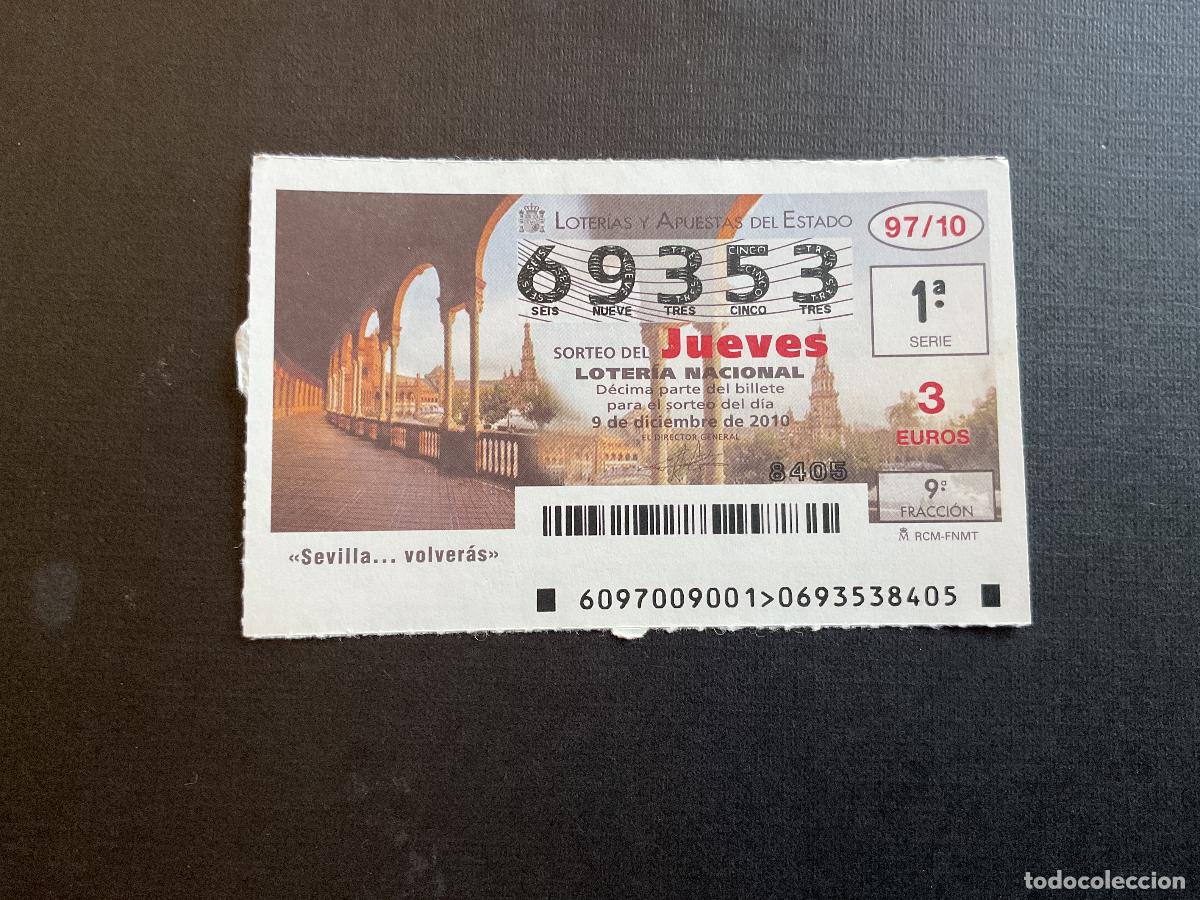 LOTERÍAS Y APUESTAS DEL ESTADO
97/10
69353
SEIS NUEVE TRES CINCO TRES
1ª
SERIE
SORTEO DEL Jueves
LOTERÍA NACIONAL
Décima parte del billete
para el sorteo del día
9 de diciembre de 2010
EL DIRECTOR GENERAL
3
EUROS
8405
9ª
FRACCIÓN
RCM-FNMT
«Sevilla... volverás»
6097009001>0693538405
todocoleccion